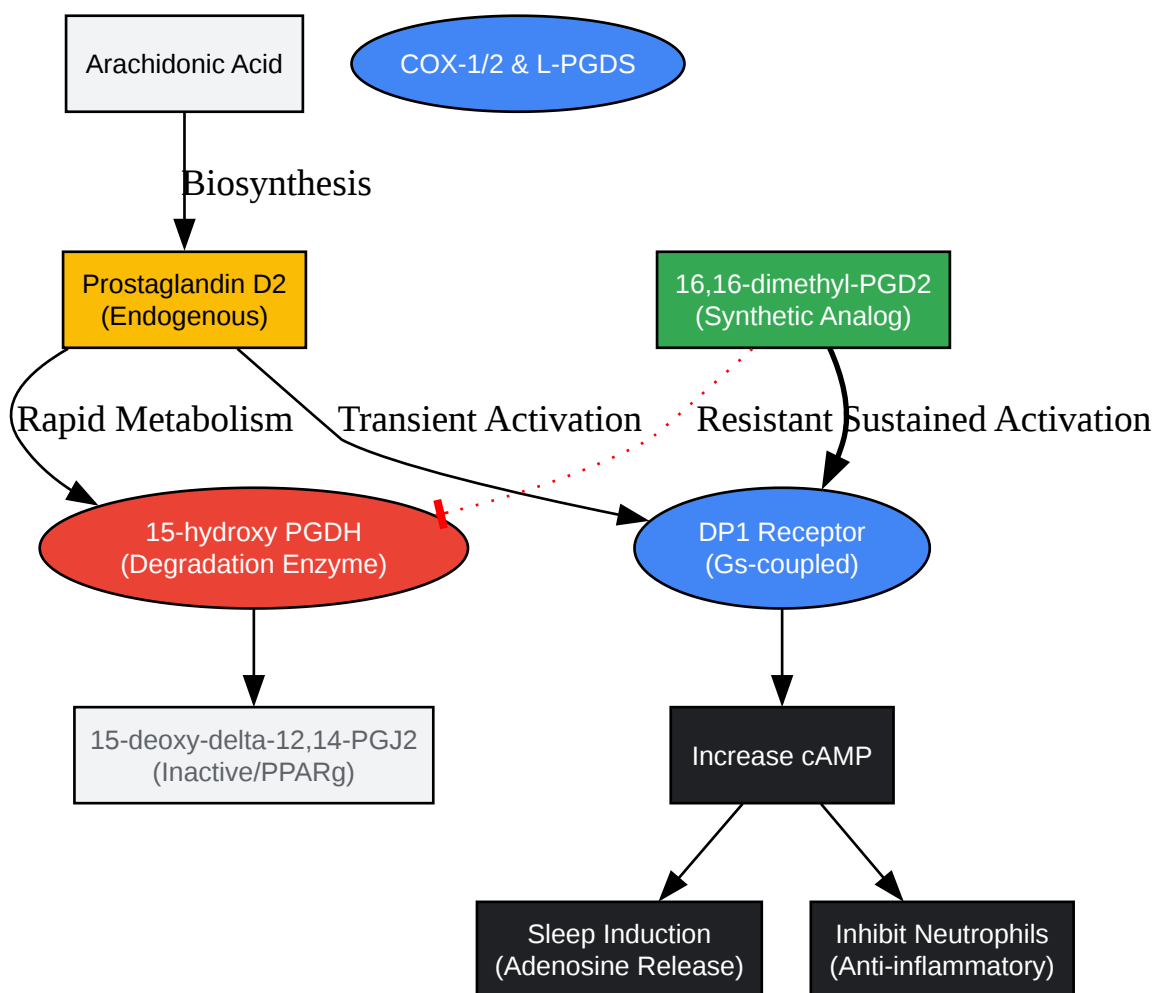 Arachidonic Acid
COX-1/2 & L-PGDS
Biosynthesis
Prostaglandin D2
(Endogenous)
16,16-dimethyl-PGD2
(Synthetic Analog)
Rapid Metabolism
Transient Activation
Resistant
Sustained Activation
15-hydroxy PGDH
(Degradation Enzyme)
DP1 Receptor
(Gs-coupled)
15-deoxy-delta-12,14-PGJ2
(Inactive/PPARg)
Increase cAMP
Sleep Induction
(Adenosine Release)
Inhibit Neutrophils
(Anti-inflammatory)